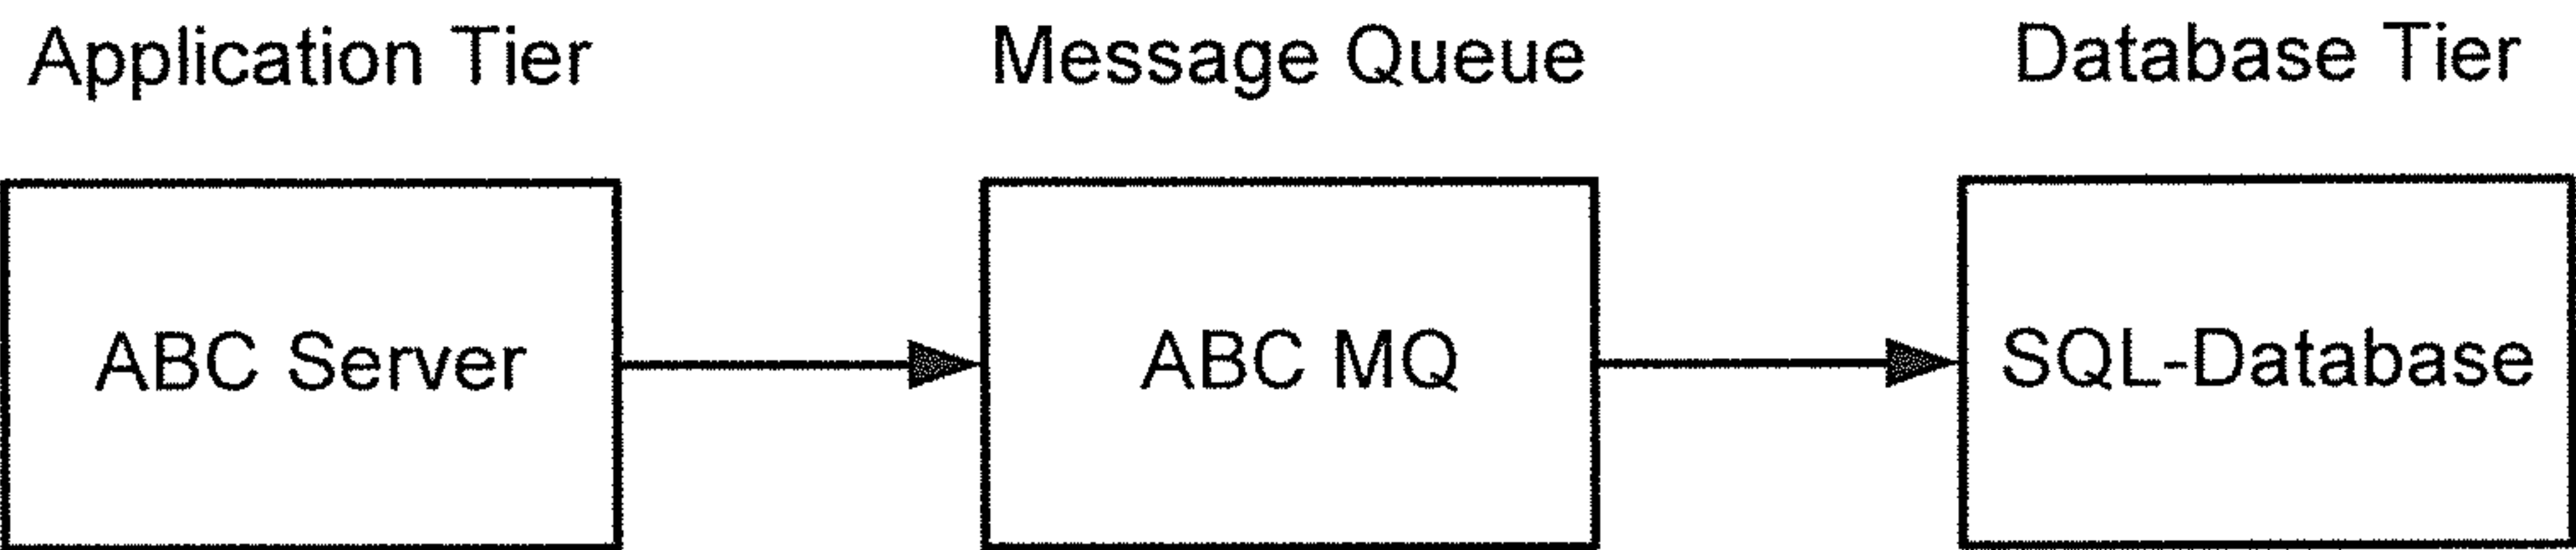 Application Tier
Message Queue
Database Tier
ABC Server
ABC MQ
SQL-Database